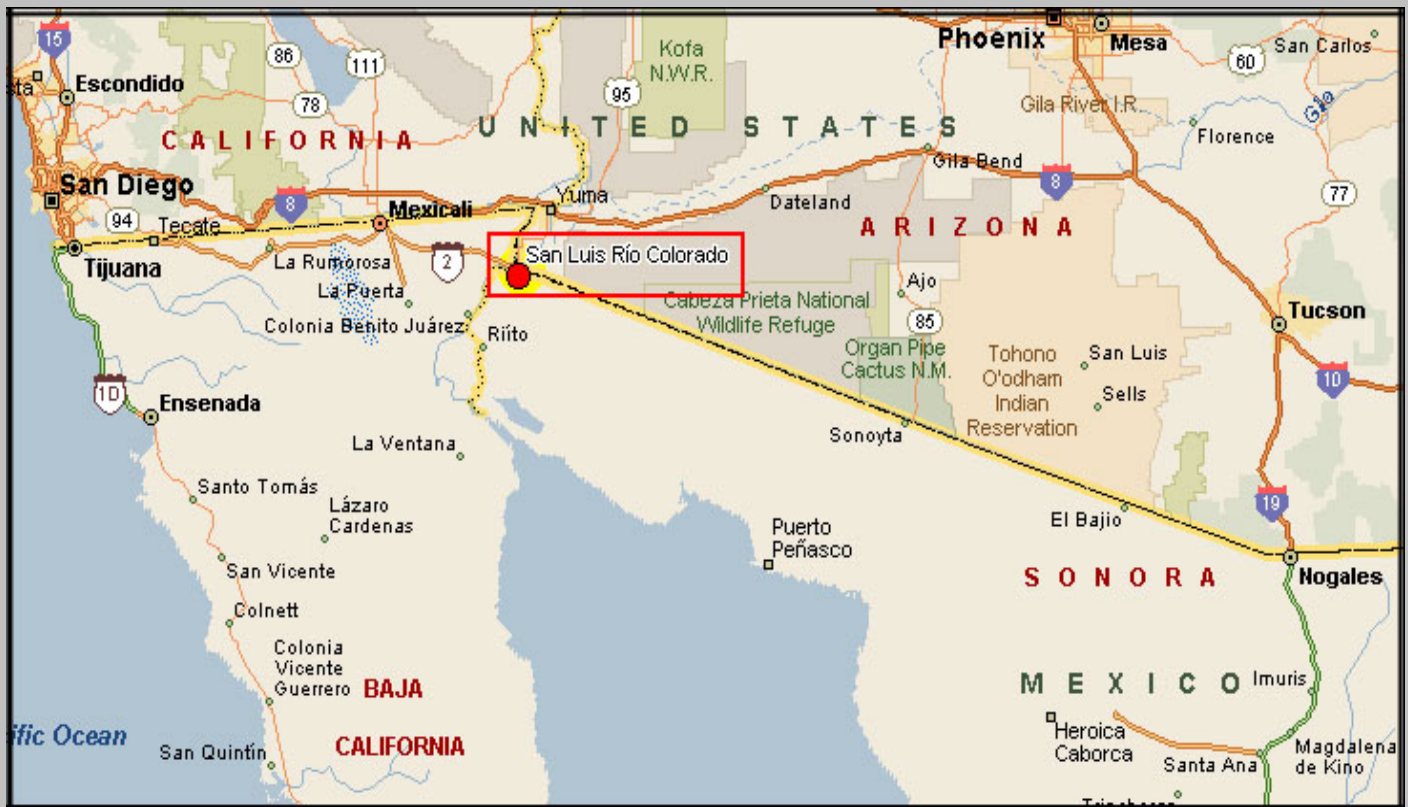 15
Escondido
sta
86
111
78
Kofa
N.W.R.
95
Phoenix
Mesa
60
San Carlos
Gila River I.R.
Gila
Florence
CALIFORNIA
UNITED STATES
San Diego
94
Tecate
8
Mexicali
Yuma
Dateland
Gila Bend
8
77
ARIZONA
Tijuana
La Rumorosa
2
San Luis Río Colorado
La Puerta
Colonia Benito Juárez
Riíto
Cabeza Prieta National
Wildlife Refuge
Ajo
85
Organ Pipe
Cactus N.M.
Tohono
O'odham
Indian
Reservation
San Luis
Sells
Tucson
10
1D
Ensenada
La Ventana
Sonoyta
Santo Tomás
Lázaro
Cardenas
Puerto
Peñasco
El Bajio
19
San Vicente
SONORA
Nogales
Colnett
Colonia
Vicente
Guerrero
BAJA
CALIFORNIA
MEXICO
Imuris
ific Ocean
San Quintín
Heroica
Caborca
Santa Ana
Magdalena
de Kino